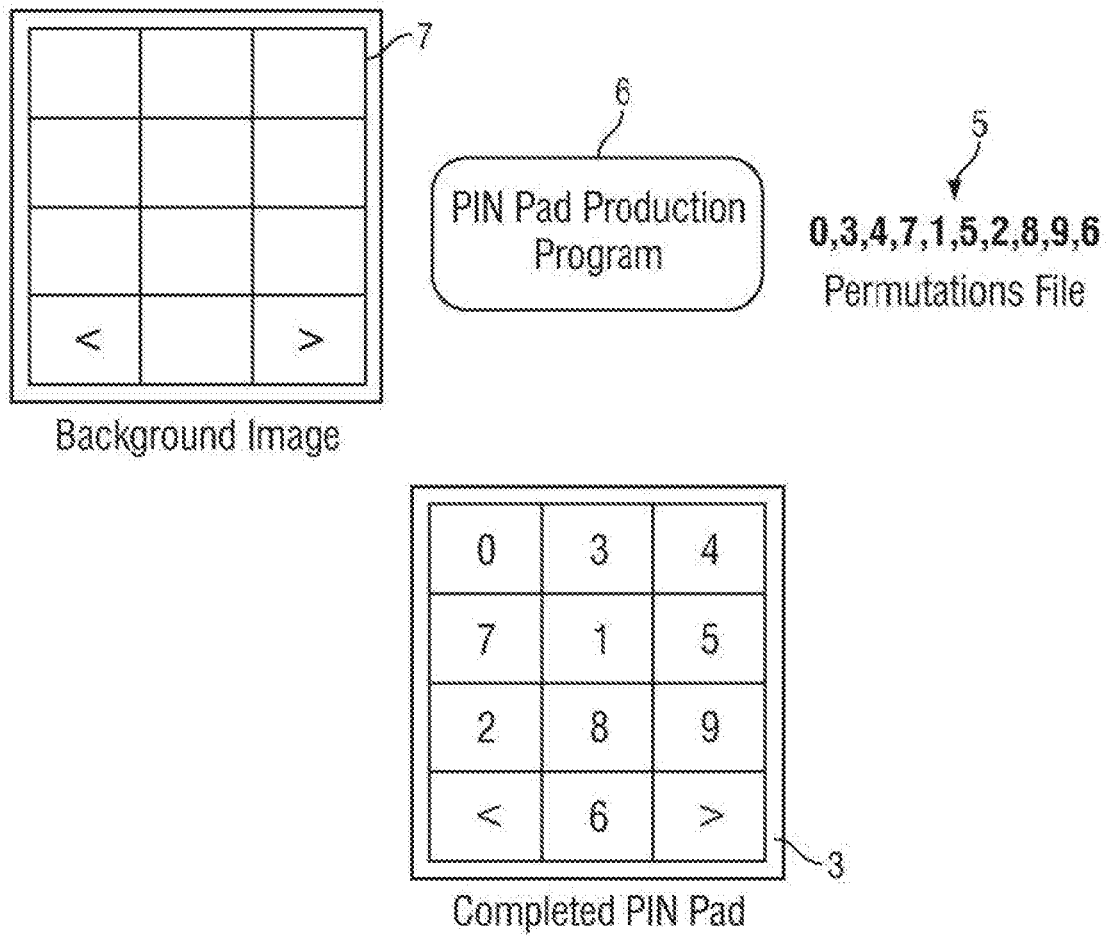 7
< >
Background Image
6
PIN Pad Production
Program
5
0,3,4,7,1,5,2,8,9,6
Permutations File
0 3 4
7 1 5
2 8 9
< 6 >
3
Completed PIN Pad